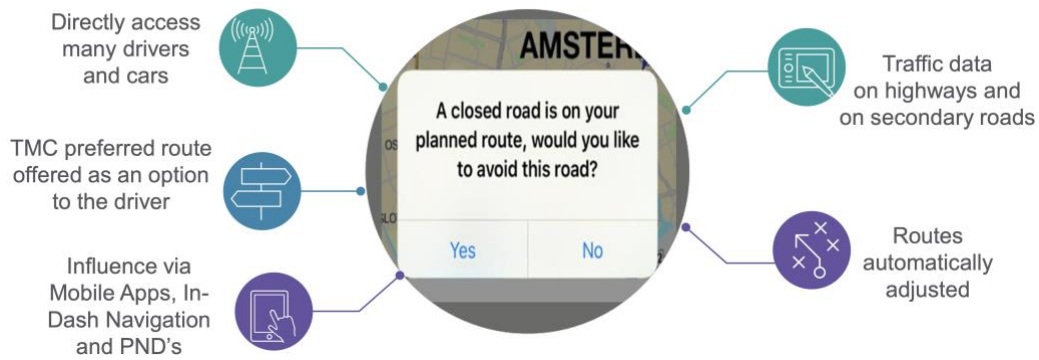 Directly access
many drivers
and cars
TMC preferred route
offered as an option
to the driver
Influence via
Mobile Apps, In-
Dash Navigation
and PND's
A closed road is on your
planned route, would you like
to avoid this road?
Yes
No
Traffic data
on highways and
on secondary roads
Routes
automatically
adjusted